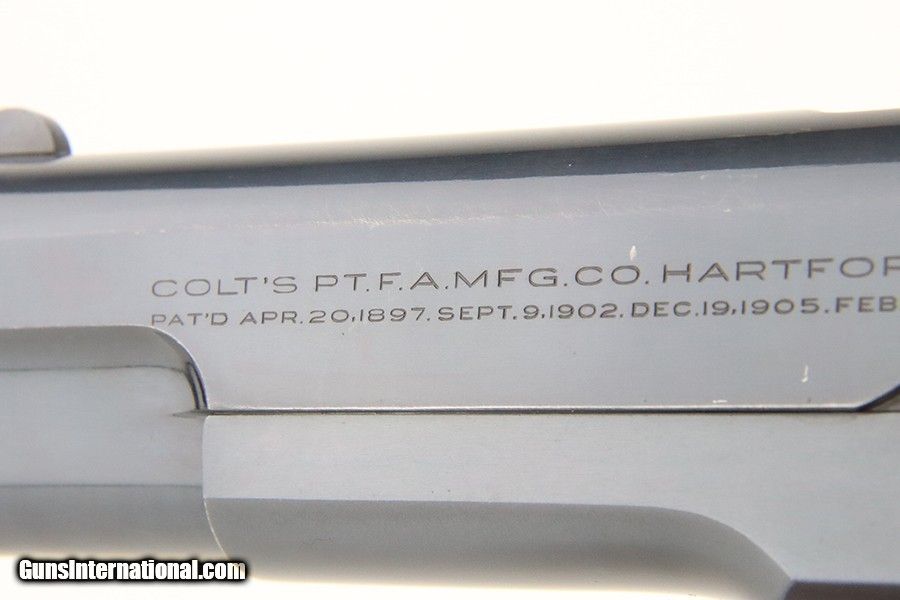 COLT'S PT.F.A.MFG.CO. HARTFOR
PAT'D APR.20,1897. SEPT.9,1902. DEC.19,1905. FEB
GunsInternational.com